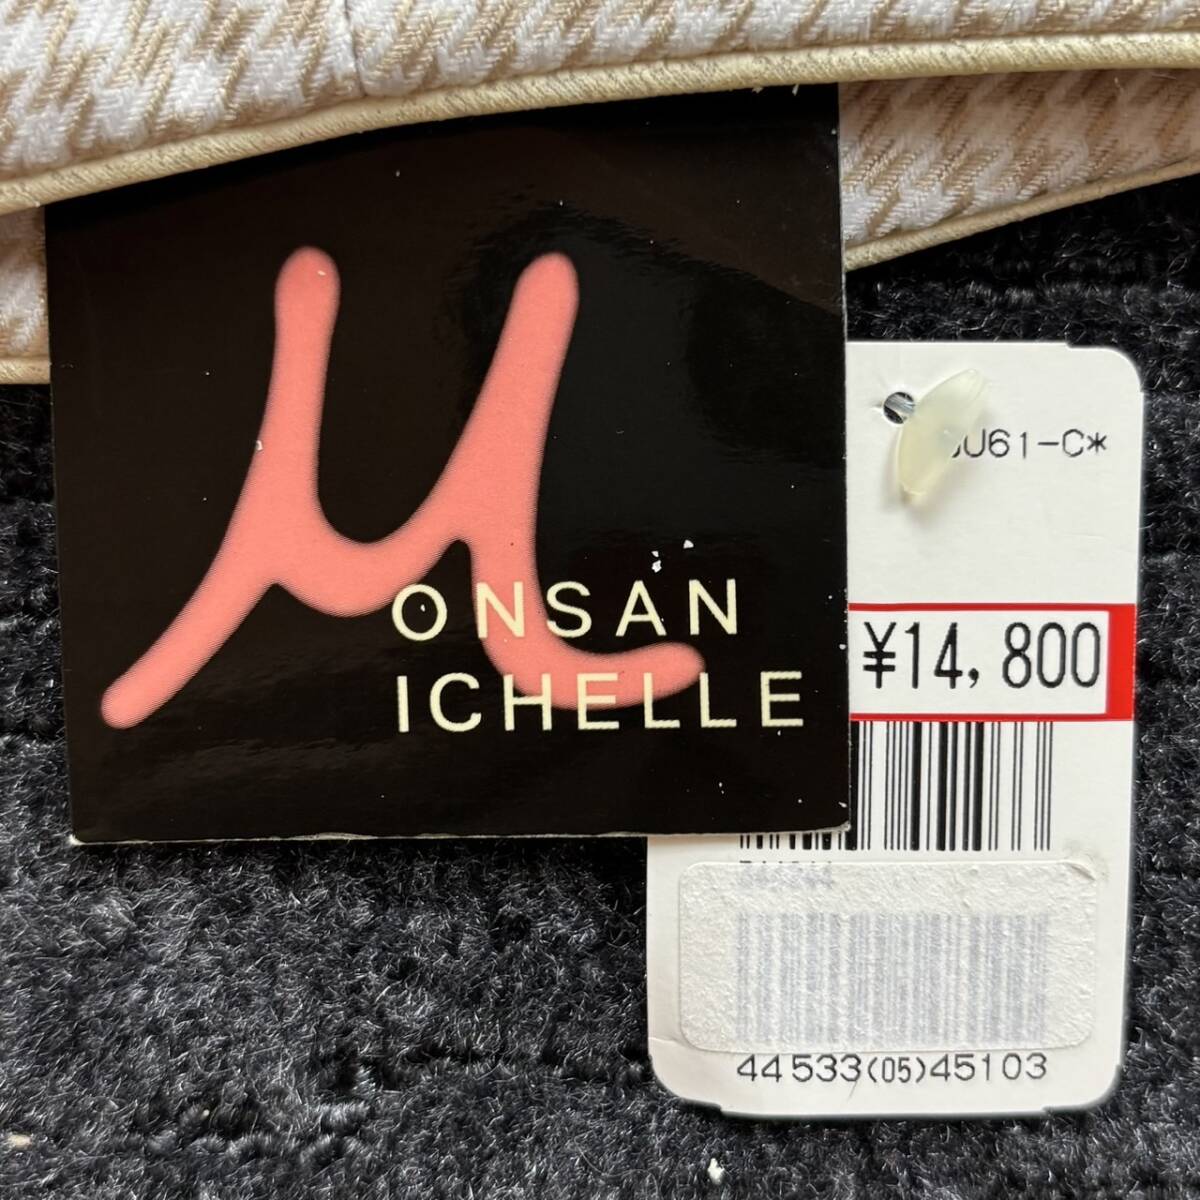 M
ONSAN
ICHELLE
U61-C*
¥14,800
44533(05)45103